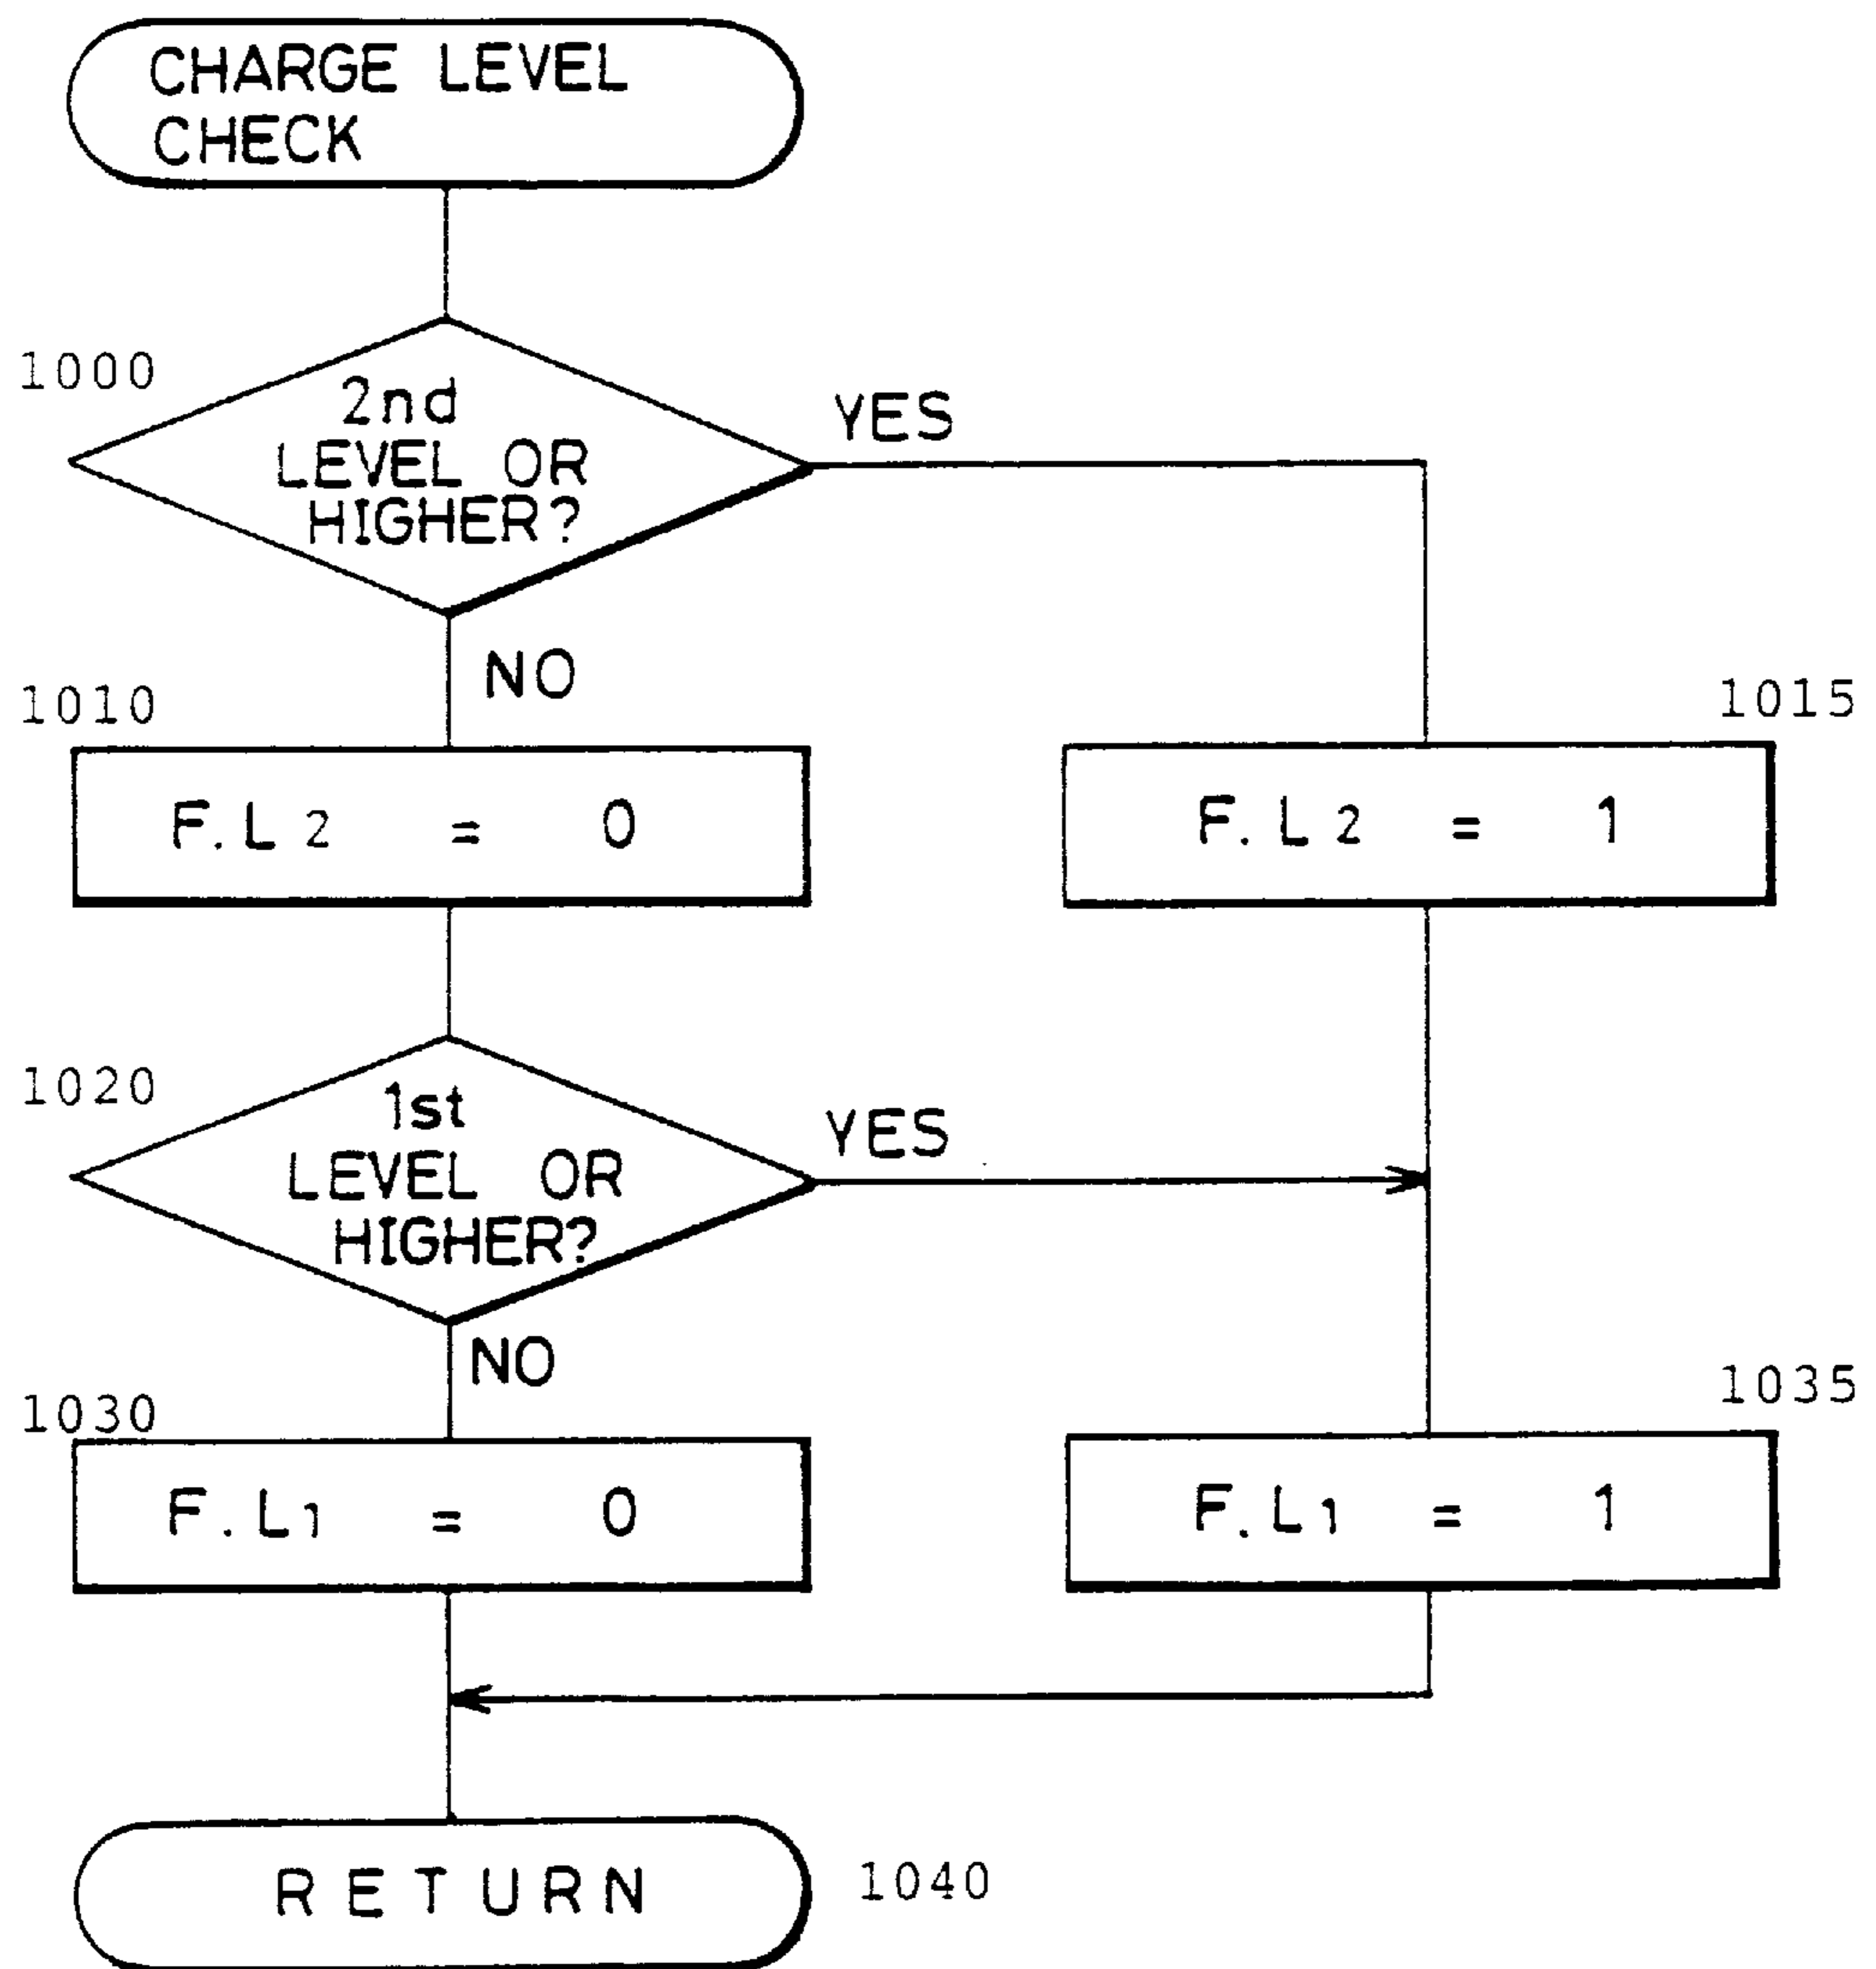 CHARGE LEVEL
CHECK
1000
2nd
LEVEL OR
HIGHER?
YES
NO
1010
F.L2 = 0
1015
F.L2 = 1
1020
1st
LEVEL OR
HIGHER?
YES
NO
1030
F.L1 = 0
1035
F.L1 = 1
RETURN
1040